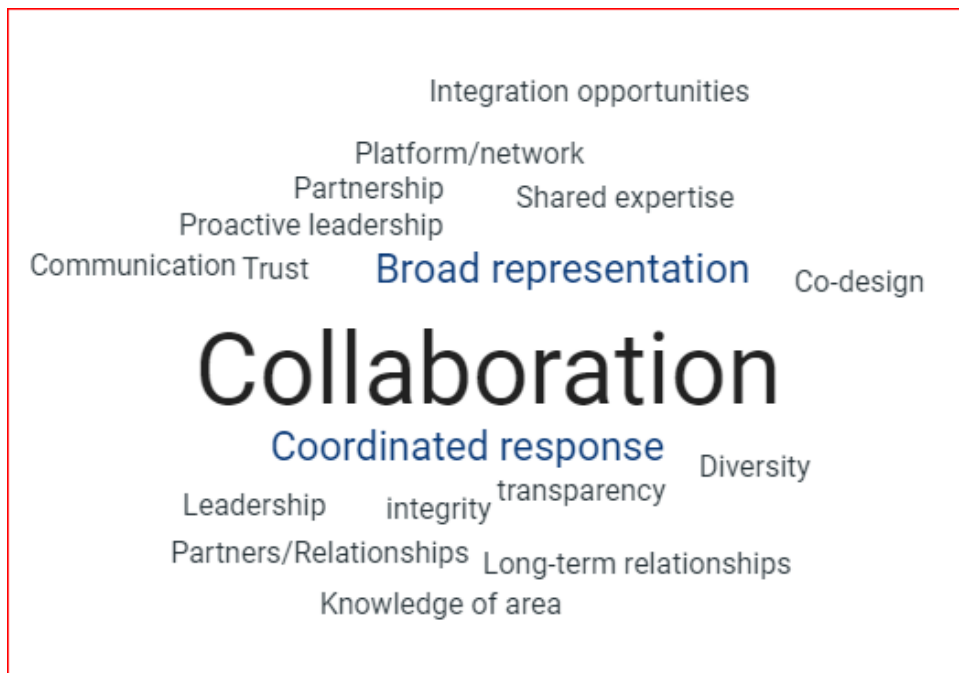 Integration opportunities
Platform/network
Partnership
Shared expertise
Proactive leadership
Communication
Trust
Broad representation
Co-design
Collaboration
Coordinated response
Diversity
transparency
Leadership
integrity
Partners/Relationships
Long-term relationships
Knowledge of area